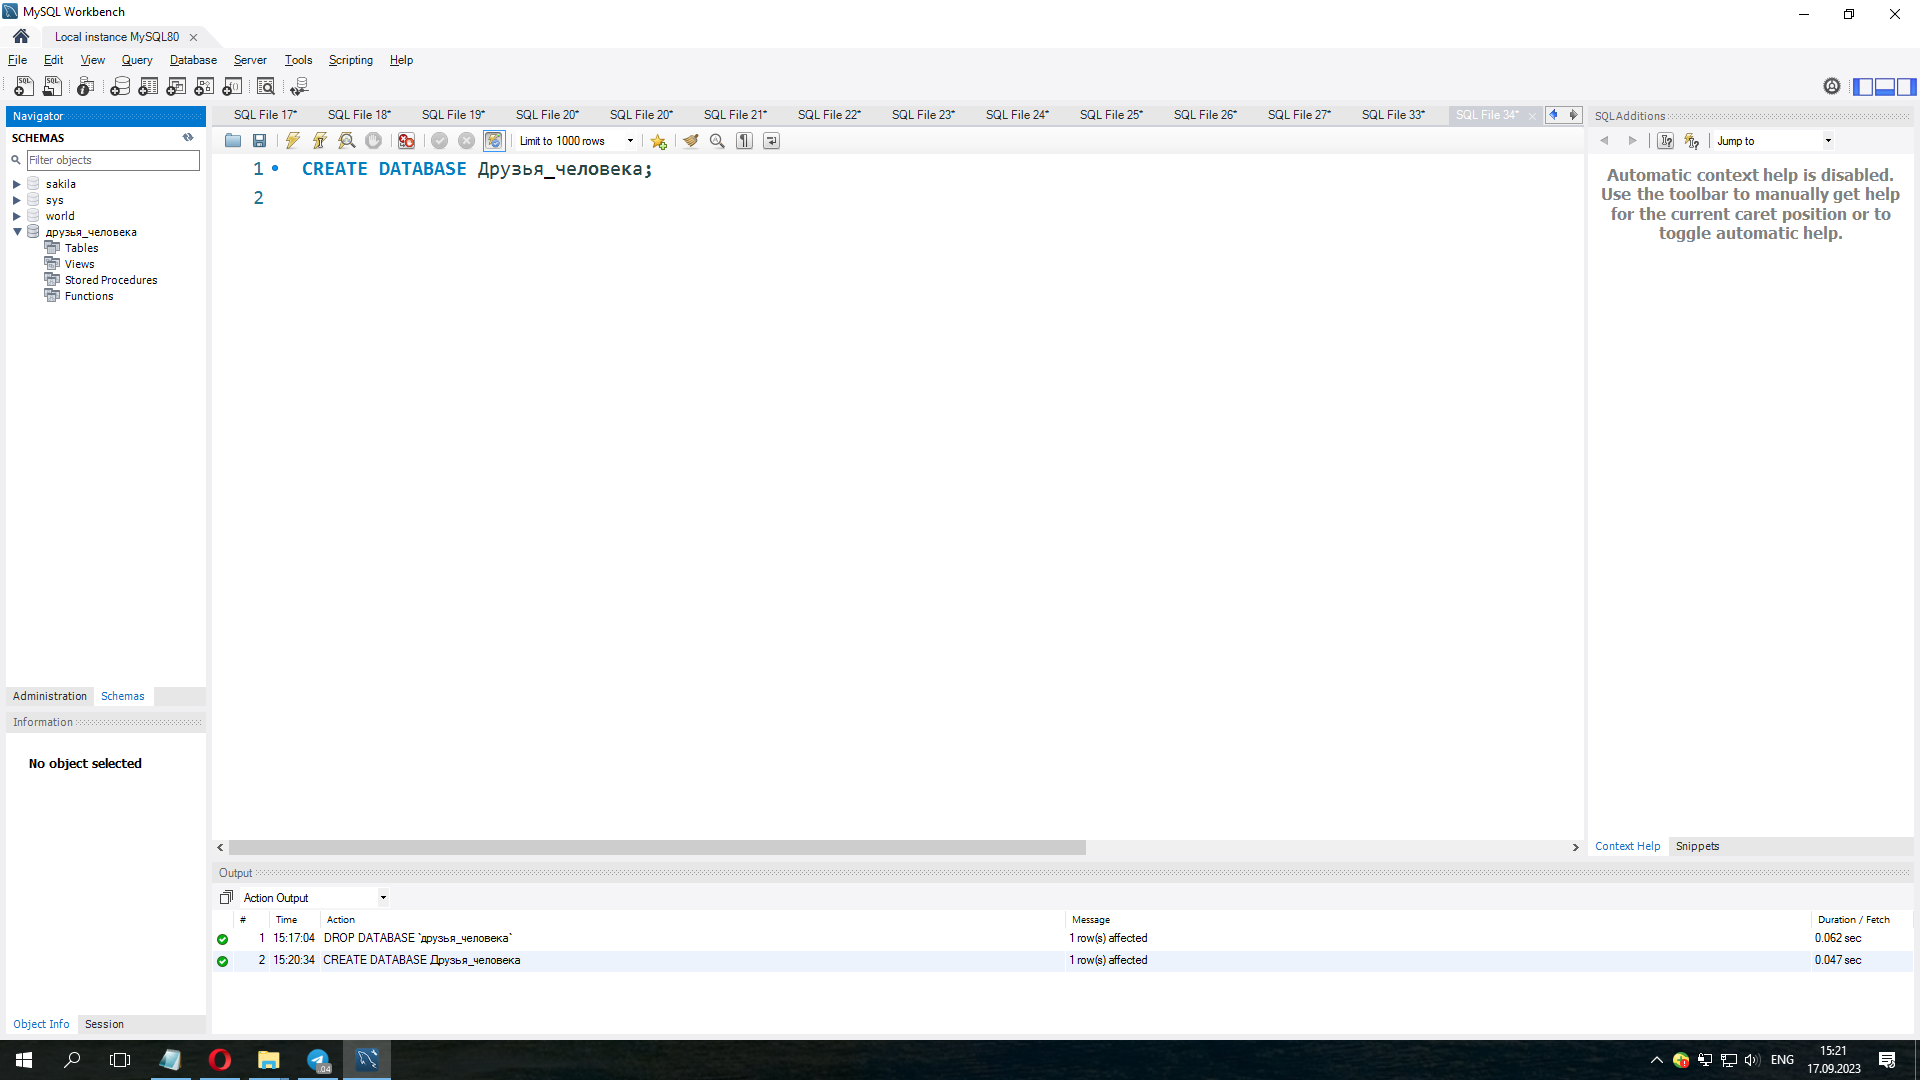 MySQL Workbench
Local instance MySQL80
File Edit View Query Database Server Tools Scripting Help
Navigator
SCHEMAS
Filter objects
sakila
sys
world
друзья_человека
Tables
Views
Stored Procedures
Functions
Administration Schemas
Information
No object selected
Object Info Session
SQL File 17* SQL File 18* SQL File 19* SQL File 20* SQL File 20* SQL File 21* SQL File 22* SQL File 23* SQL File 24* SQL File 25* SQL File 26* SQL File 27* SQL File 33* SQL File 34*
Limit to 1000 rows
1 CREATE DATABASE Друзья_человека;
2
SQLAdditions
Jump to
Automatic context help is disabled.
Use the toolbar to manually get help
for the current caret position or to
toggle automatic help.
Context Help Snippets
Output
Action Output
# Time Action Message Duration / Fetch
1 15:17:04 DROP DATABASE `друзья_человека` 1 row(s) affected 0.062 sec
2 15:20:34 CREATE DATABASE Друзья_человека 1 row(s) affected 0.047 sec
.04
ENG
15:21
17.09.2023